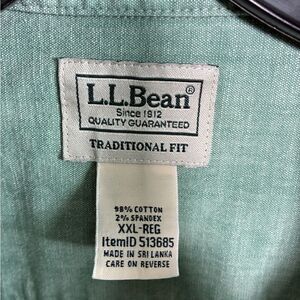 L.L.Bean®
Since 1912
QUALITY GUARANTEED
TRADITIONAL FIT
98% COTTON
2% SPANDEX
XXL-REG
ItemID 513685
MADE IN SRI LANKA
CARE ON REVERSE